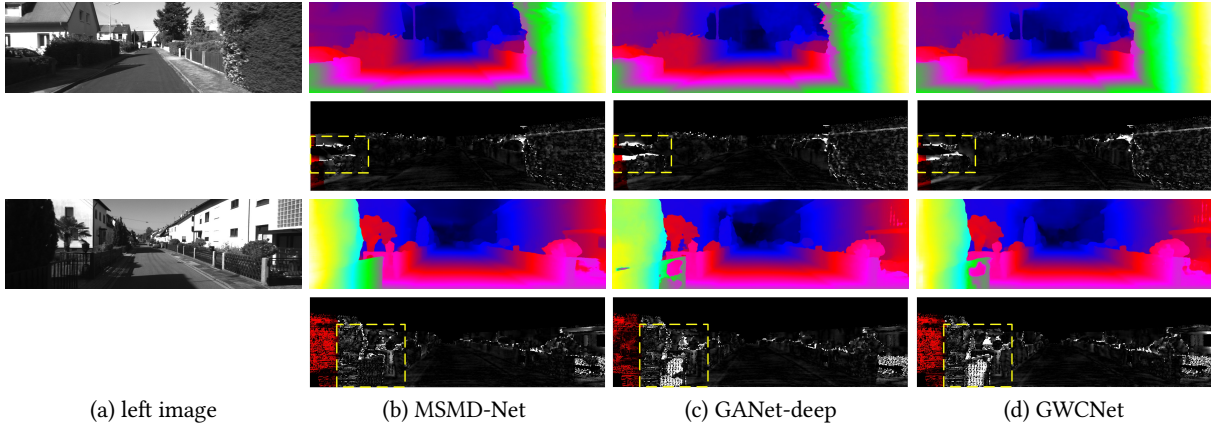 (a) left image
(b) MSMD-Net
(c) GANet-deep
(d) GWCNet